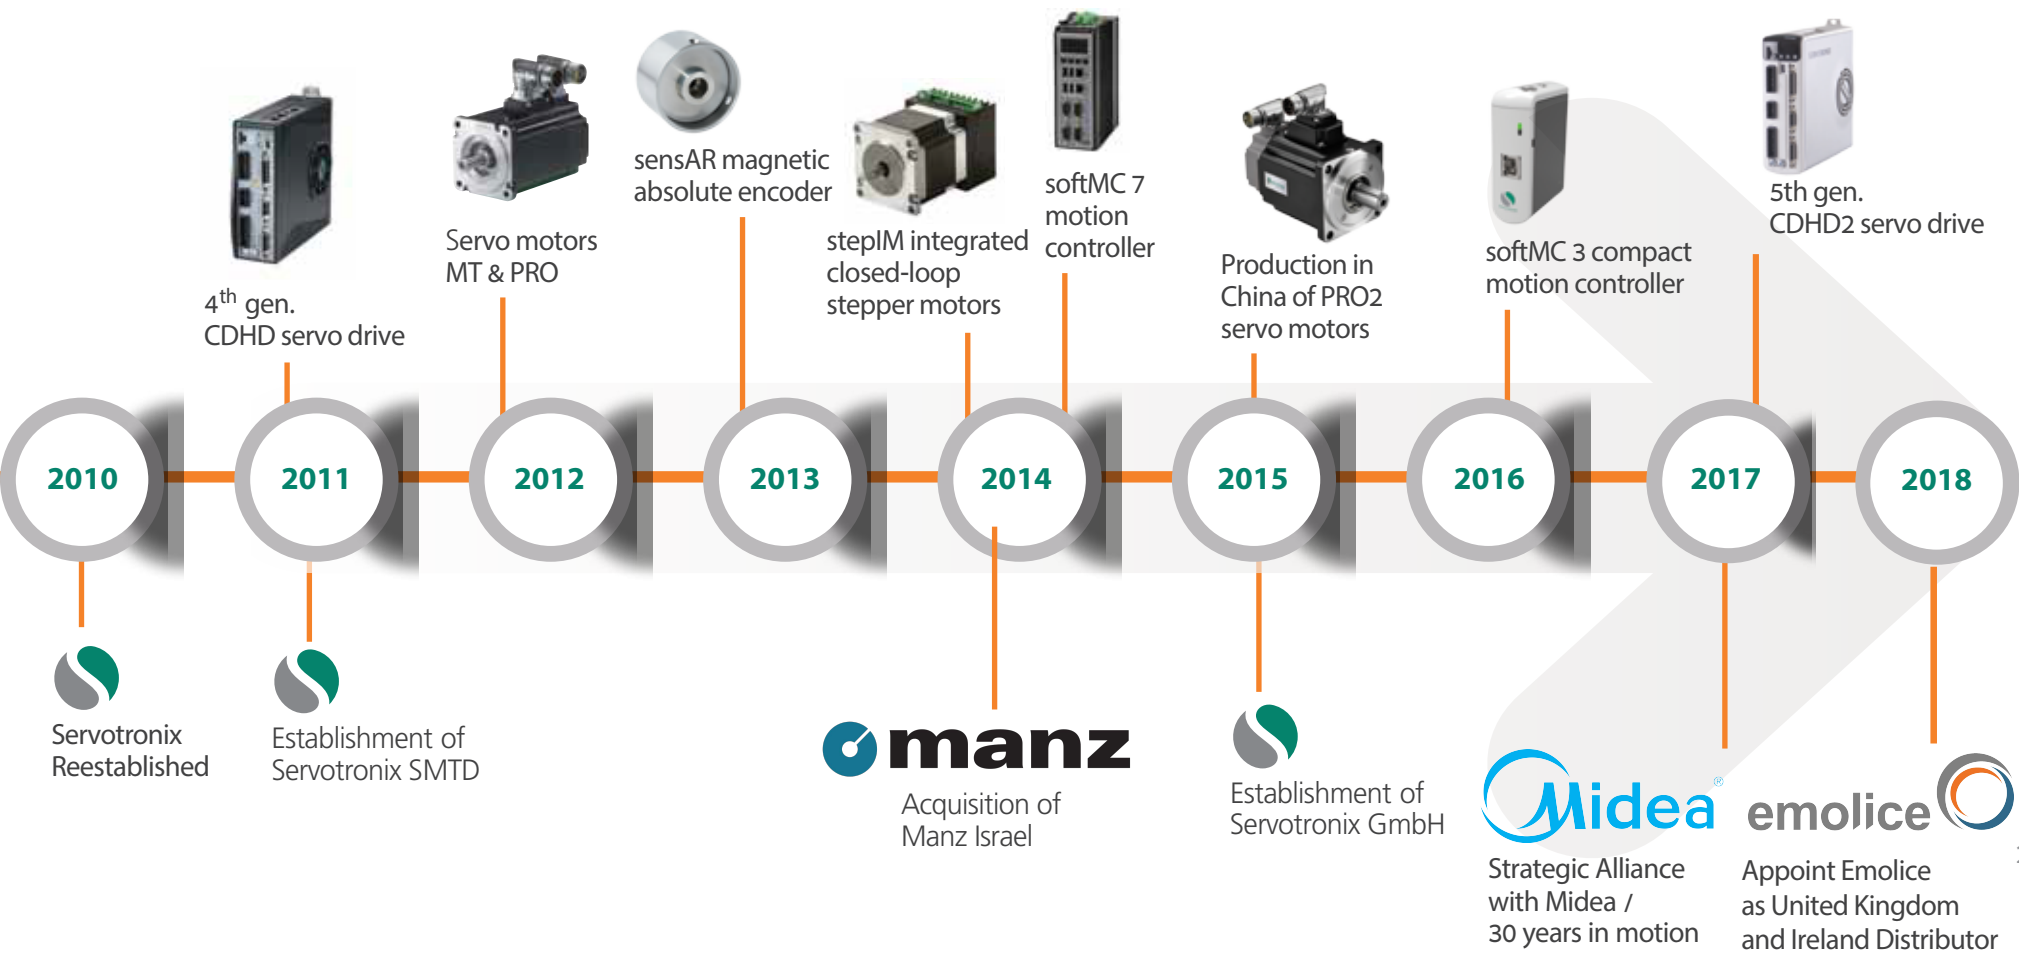 sensAR magnetic
absolute encoder
softMC 7
motion
controller
5th gen.
CDHD2 servo drive
Servo motors
MT & PRO
stepIM integrated
closed-loop
stepper motors
Production in
China of PRO2
servo motors
softMC 3 compact
motion controller
4th gen.
CDHD servo drive
2010
2011
2012
2013
2014
2015
2016
2017
2018
Servotronix
Reestablished
Establishment of
Servotronix SMTD
manz
Acquisition of
Manz Israel
Establishment of
Servotronix GmbH
Midea®
Strategic Alliance
with Midea /
30 years in motion
emolice
Appoint Emolice
as United Kingdom
and Ireland Distributor